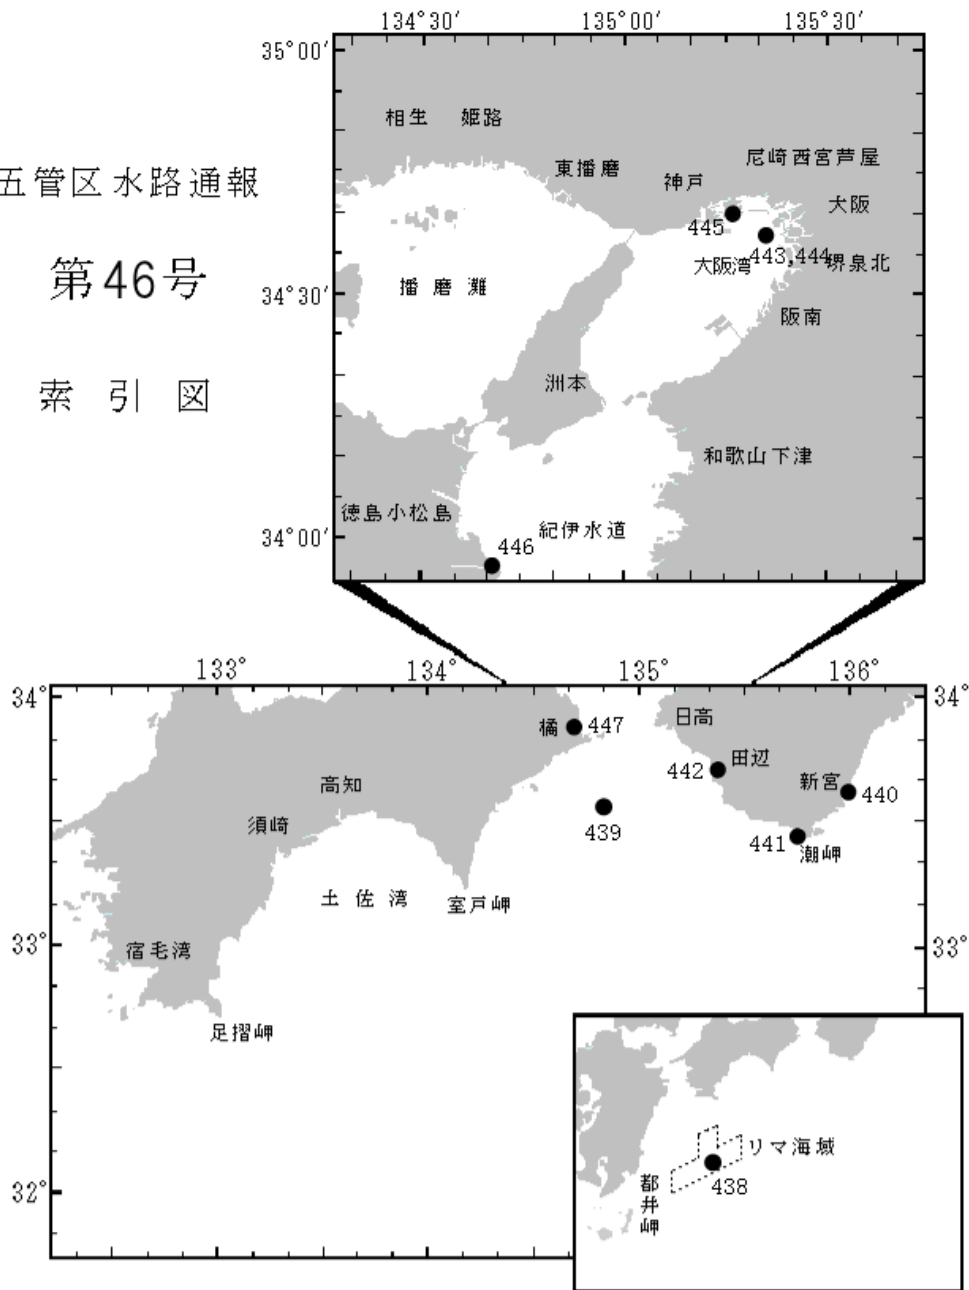 134°30′ 135°00′ 135°30′
35°00′
相生 姫路
尼崎西宮芦屋
東播磨
神戸
五管区水路通報
大阪
445
443,444
大阪湾
堺泉北
第46号
播磨灘
34°30′
阪南
洲本
索引図
和歌山下津
徳島小松島
紀伊水道
34°00′
446
133° 134° 135° 136°
34° 34°
日高
橘 447
田辺
442
高知
新宮 440
須崎
439
441
潮岬
土佐湾
室戸岬
33° 33°
宿毛湾
足摺岬
リマ海域
438
都井岬
32°